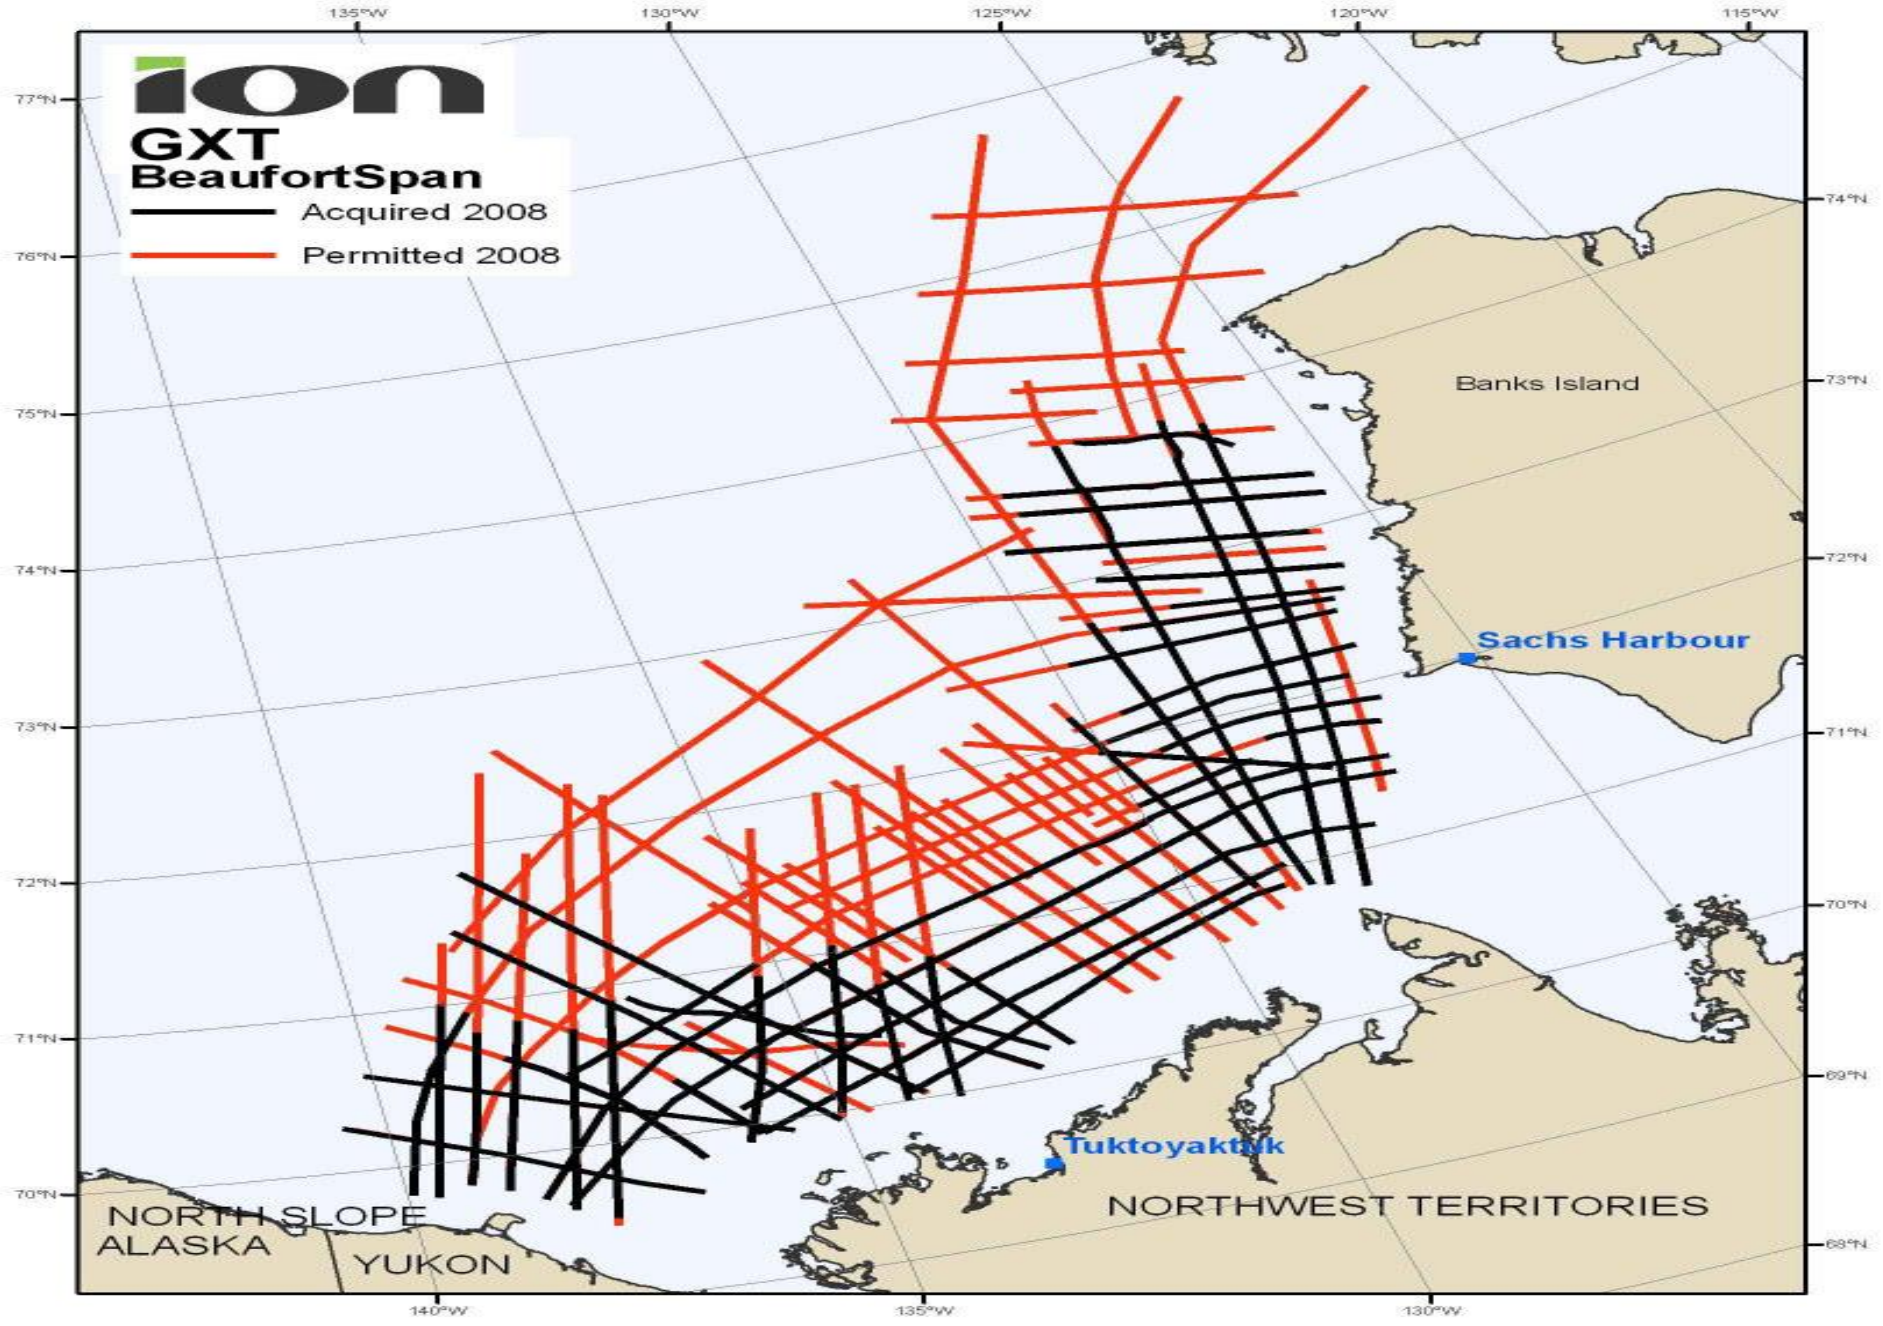 135°W 130°W 125°W 120°W 115°W
ion
GXT
BeaufortSpan
Acquired 2008
Permitted 2008
77°N
76°N
75°N
74°N
73°N
72°N
71°N
70°N
74°N
73°N
72°N
71°N
70°N
69°N
68°N
Banks Island
Sachs Harbour
Tuktoyaktuk
NORTHWEST TERRITORIES
NORTH SLOPE
ALASKA
YUKON
140°W 135°W 130°W